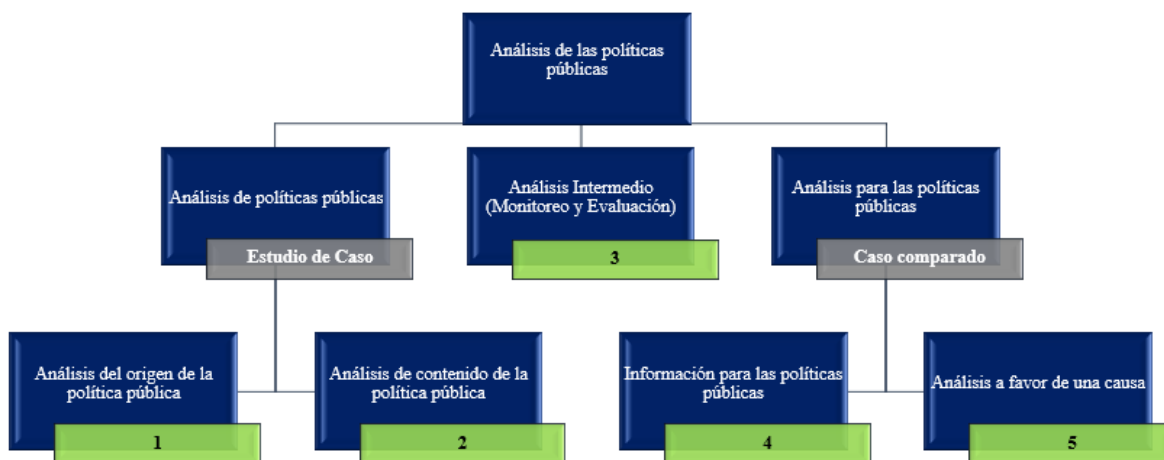 Análisis de las políticas
públicas
Análisis de políticas públicas
Estudio de Caso
Análisis Intermedio
(Monitoreo y Evaluación)
3
Análisis para las políticas
públicas
Caso comparado
Análisis del origen de la
política pública
1
Análisis de contenido de la
política pública
2
Información para las políticas
públicas
4
Análisis a favor de una causa
5